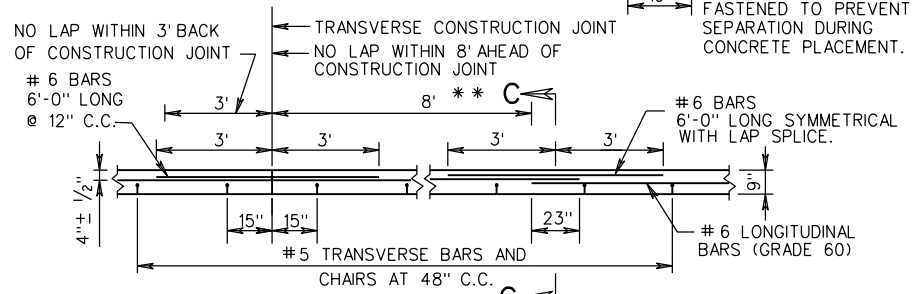 FASTENED TO PREVENT
SEPARATION DURING
CONCRETE PLACEMENT.
NO LAP WITHIN 3' BACK
OF CONSTRUCTION JOINT
TRANSVERSE CONSTRUCTION JOINT
NO LAP WITHIN 8' AHEAD OF
CONSTRUCTION JOINT
# 6 BARS
6'-0" LONG
@ 12" C.C.
3'
8'
* *
C
#6 BARS
6'-0" LONG SYMMETRICAL
WITH LAP SPLICE.
3'
3'
3'
3'
4"± 1/2"
9"
15"
15"
23"
#6 LONGITUDINAL
BARS (GRADE 60)
#5 TRANSVERSE BARS AND
CHAIRS AT 48" C.C.
C